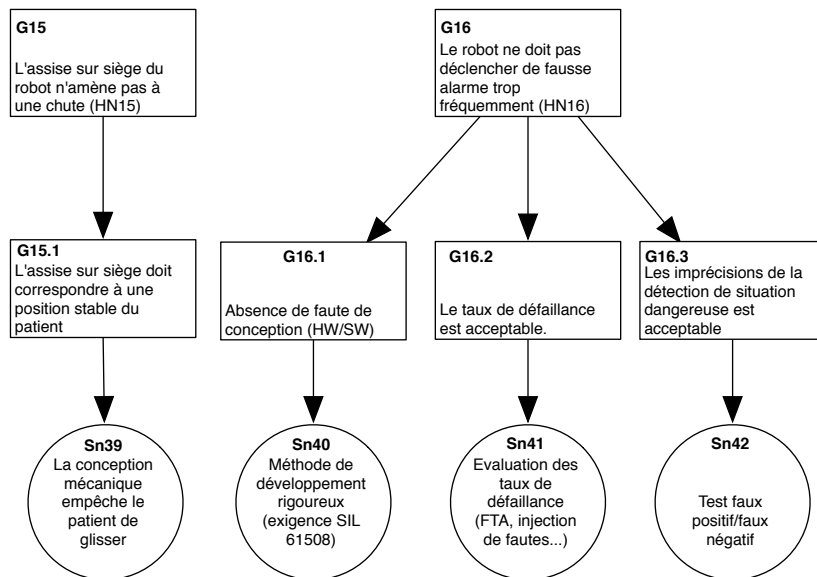 G15
L'assise sur siège du
robot n'amène pas à
une chute (HN15)
G16
Le robot ne doit pas
déclencher de fausse
alarme trop
fréquemment (HN16)
G15.1
L'assise sur siège doit
correspondre à une
position stable du
patient
G16.1
Absence de faute de
conception (HW/SW)
G16.2
Le taux de défaillance
est acceptable.
G16.3
Les imprécisions de la
détection de situation
dangereuse est
acceptable
Sn39
La conception
mécanique
empêche le
patient de
glisser
Sn40
Méthode de
développement
rigoureux
(exigence SIL
61508)
Sn41
Evaluation des
taux de
défaillance
(FTA, injection
de fautes...)
Sn42
Test faux
positif/faux
négatif